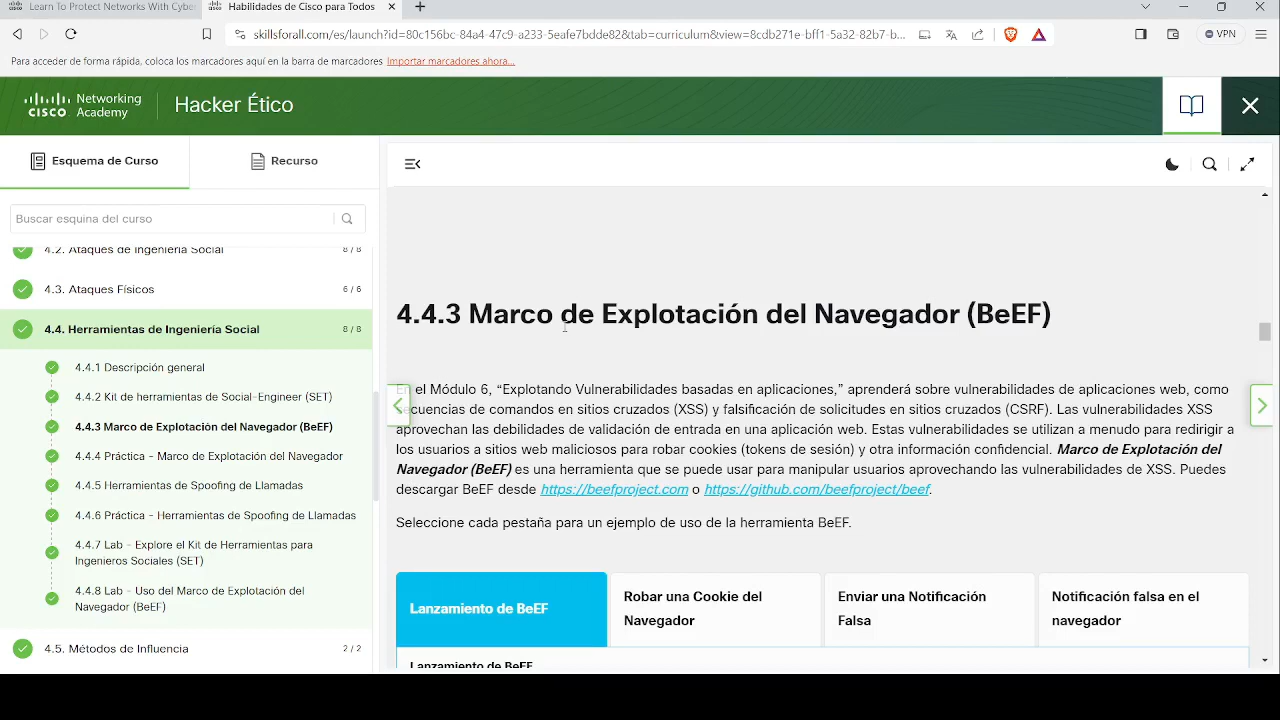 Learn To Protect Networks With Cyber
Habilidades de Cisco para Todos
skillsforall.com/es/launch?id=80c156bc-84a4-47c9-a233-5eafe7bdde82&tab=curriculum&view=8cdb271e-bff1-5a32-82b7-b...
VPN
Para acceder de forma rápida, coloca los marcadores aquí en la barra de marcadores Importar marcadores ahora...
cisco Networking Academy
Hacker Ético
Esquema de Curso
Recurso
Buscar esquina del curso
4.2. Ataques de Ingeniería Social 8/8
4.3. Ataques Físicos 6/6
4.4. Herramientas de Ingeniería Social 8/8
4.4.1 Descripción general
4.4.2 Kit de herramientas de Social-Engineer (SET)
4.4.3 Marco de Explotación del Navegador (BeEF)
4.4.4 Práctica - Marco de Explotación del Navegador
4.4.5 Herramientas de Spoofing de Llamadas
4.4.6 Práctica - Herramientas de Spoofing de Llamadas
4.4.7 Lab - Explore el Kit de Herramientas para
Ingenieros Sociales (SET)
4.4.8 Lab - Uso del Marco de Explotación del
Navegador (BeEF)
4.5. Métodos de Influencia 2/2
4.4.3 Marco de Explotación del Navegador (BeEF)
En el Módulo 6, “Explotando Vulnerabilidades basadas en aplicaciones,” aprenderá sobre vulnerabilidades de aplicaciones web, como
secuencias de comandos en sitios cruzados (XSS) y falsificación de solicitudes en sitios cruzados (CSRF). Las vulnerabilidades XSS
aprovechan las debilidades de validación de entrada en una aplicación web. Estas vulnerabilidades se utilizan a menudo para redirigir a
los usuarios a sitios web maliciosos para robar cookies (tokens de sesión) y otra información confidencial. Marco de Explotación del
Navegador (BeEF) es una herramienta que se puede usar para manipular usuarios aprovechando las vulnerabilidades de XSS. Puedes
descargar BeEF desde https://beefproject.com o https://github.com/beefproject/beef.
Seleccione cada pestaña para un ejemplo de uso de la herramienta BeEF.
Lanzamiento de BeEF
Robar una Cookie del
Navegador
Enviar una Notificación
Falsa
Notificación falsa en el
navegador
Lanzamiento de BeEF